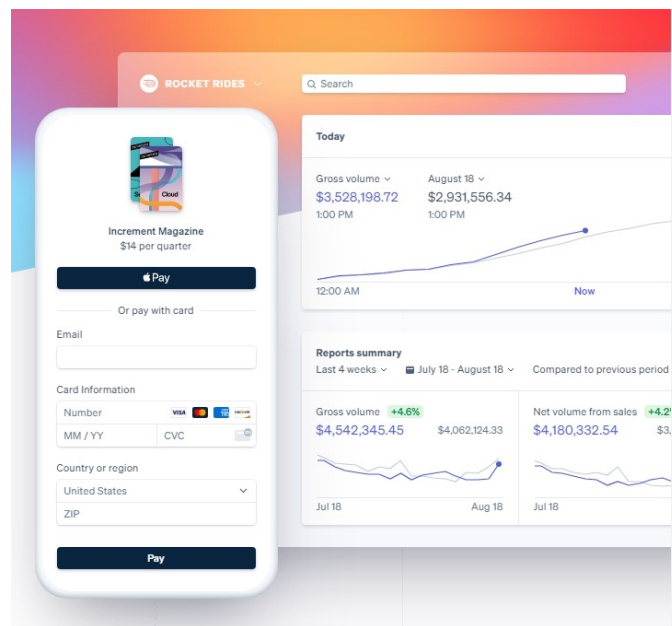 ROCKET RIDES
Search
Increment Magazine
$14 per quarter
Pay
Or pay with card
Email
Card Information
Number VISA
MM / YY CVC
Country or region
United States
ZIP
Pay
Today
Gross volume August 18
$3,528,198.72 $2,931,556.34
1:00 PM 1:00 PM
12:00 AM Now
Reports summary
Last 4 weeks July 18 - August 18 Compared to previous period
Gross volume +4.6% Net volume from sales +4.2%
$4,542,345.45 $4,062,124.33 $4,180,332.54 $3,
Jul 18 Aug 18 Jul 18
Cloud